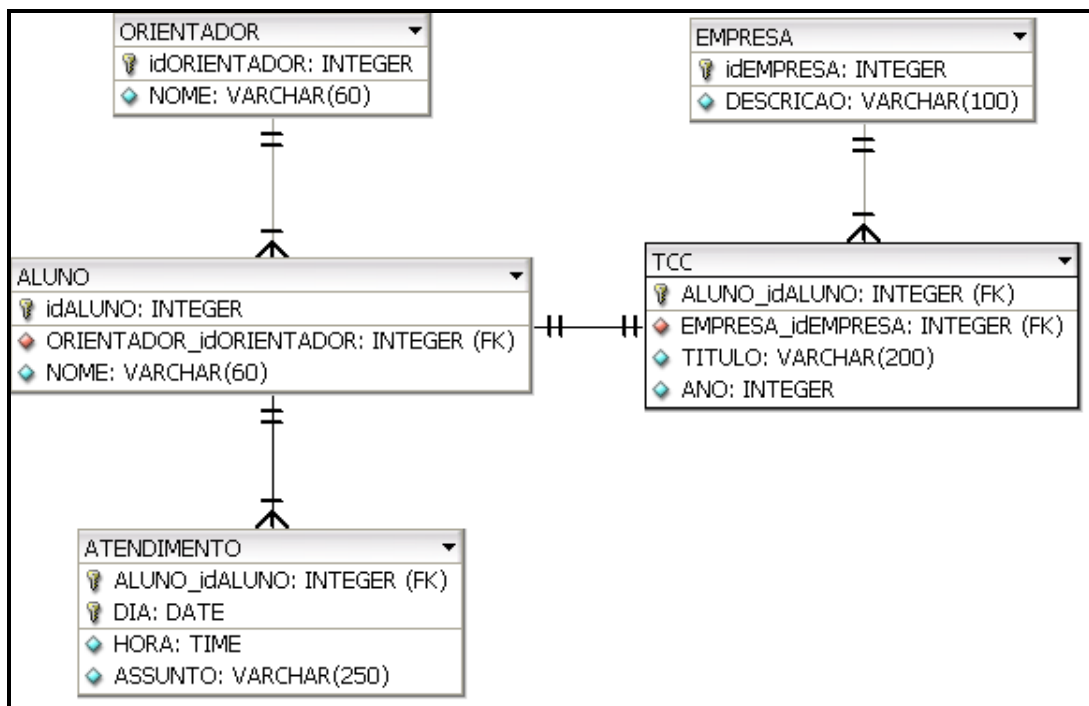 ORIENTADOR
idORIENTADOR: INTEGER
NOME: VARCHAR(60)
EMPRESA
idEMPRESA: INTEGER
DESCRICAO: VARCHAR(100)
ALUNO
idALUNO: INTEGER
ORIENTADOR_idORIENTADOR: INTEGER (FK)
NOME: VARCHAR(60)
TCC
ALUNO_idALUNO: INTEGER (FK)
EMPRESA_idEMPRESA: INTEGER (FK)
TITULO: VARCHAR(200)
ANO: INTEGER
ATENDIMENTO
ALUNO_idALUNO: INTEGER (FK)
DIA: DATE
HORA: TIME
ASSUNTO: VARCHAR(250)